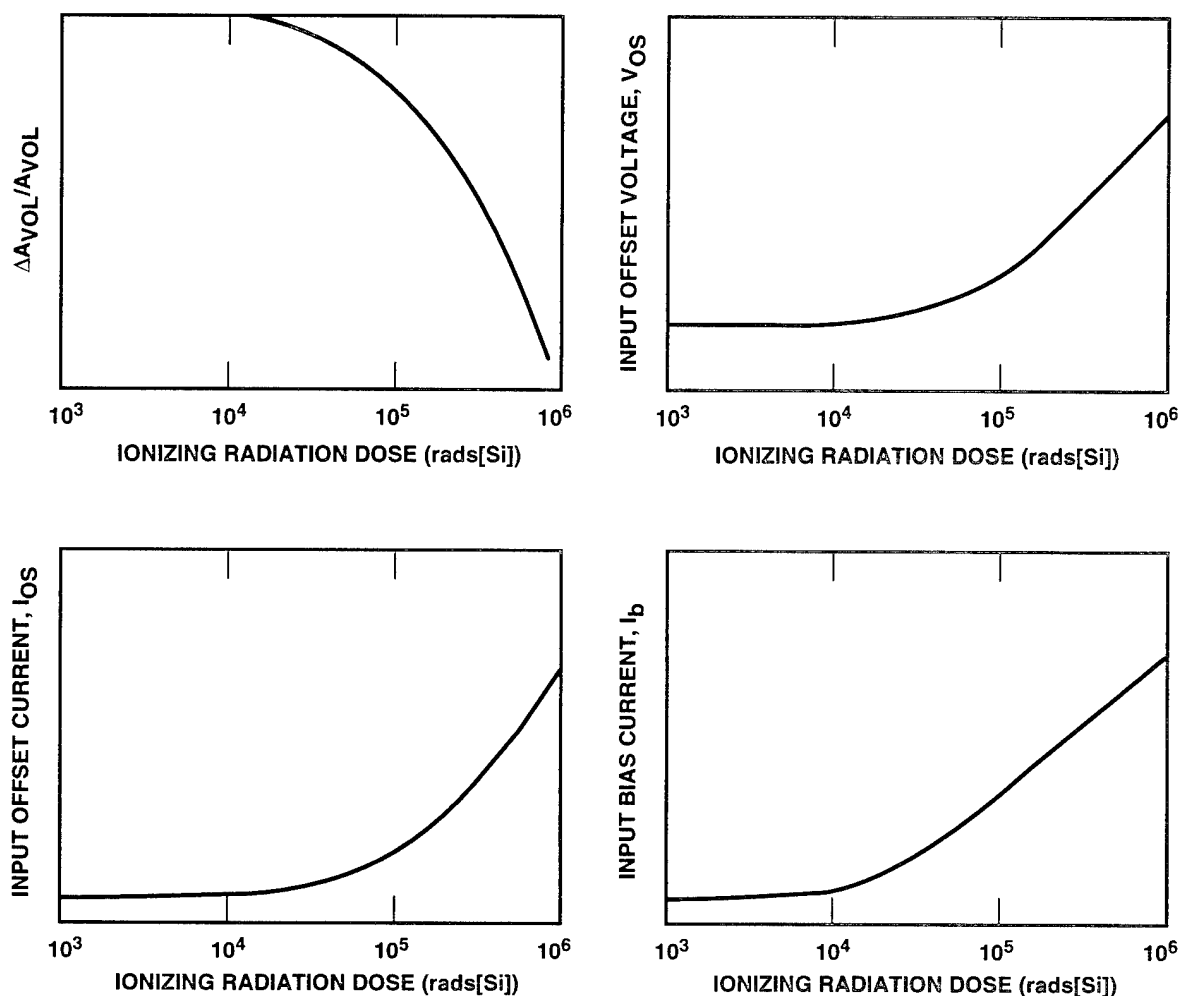 ΔAVOL/AVOL
10³ 10⁴ 10⁵ 10⁶
IONIZING RADIATION DOSE (rads[Si])
INPUT OFFSET VOLTAGE, VOS
10³ 10⁴ 10⁵ 10⁶
IONIZING RADIATION DOSE (rads[Si])
INPUT OFFSET CURRENT, IOS
10³ 10⁴ 10⁵ 10⁶
IONIZING RADIATION DOSE (rads[Si])
INPUT BIAS CURRENT, Ib
10³ 10⁴ 10⁵ 10⁶
IONIZING RADIATION DOSE (rads[Si])